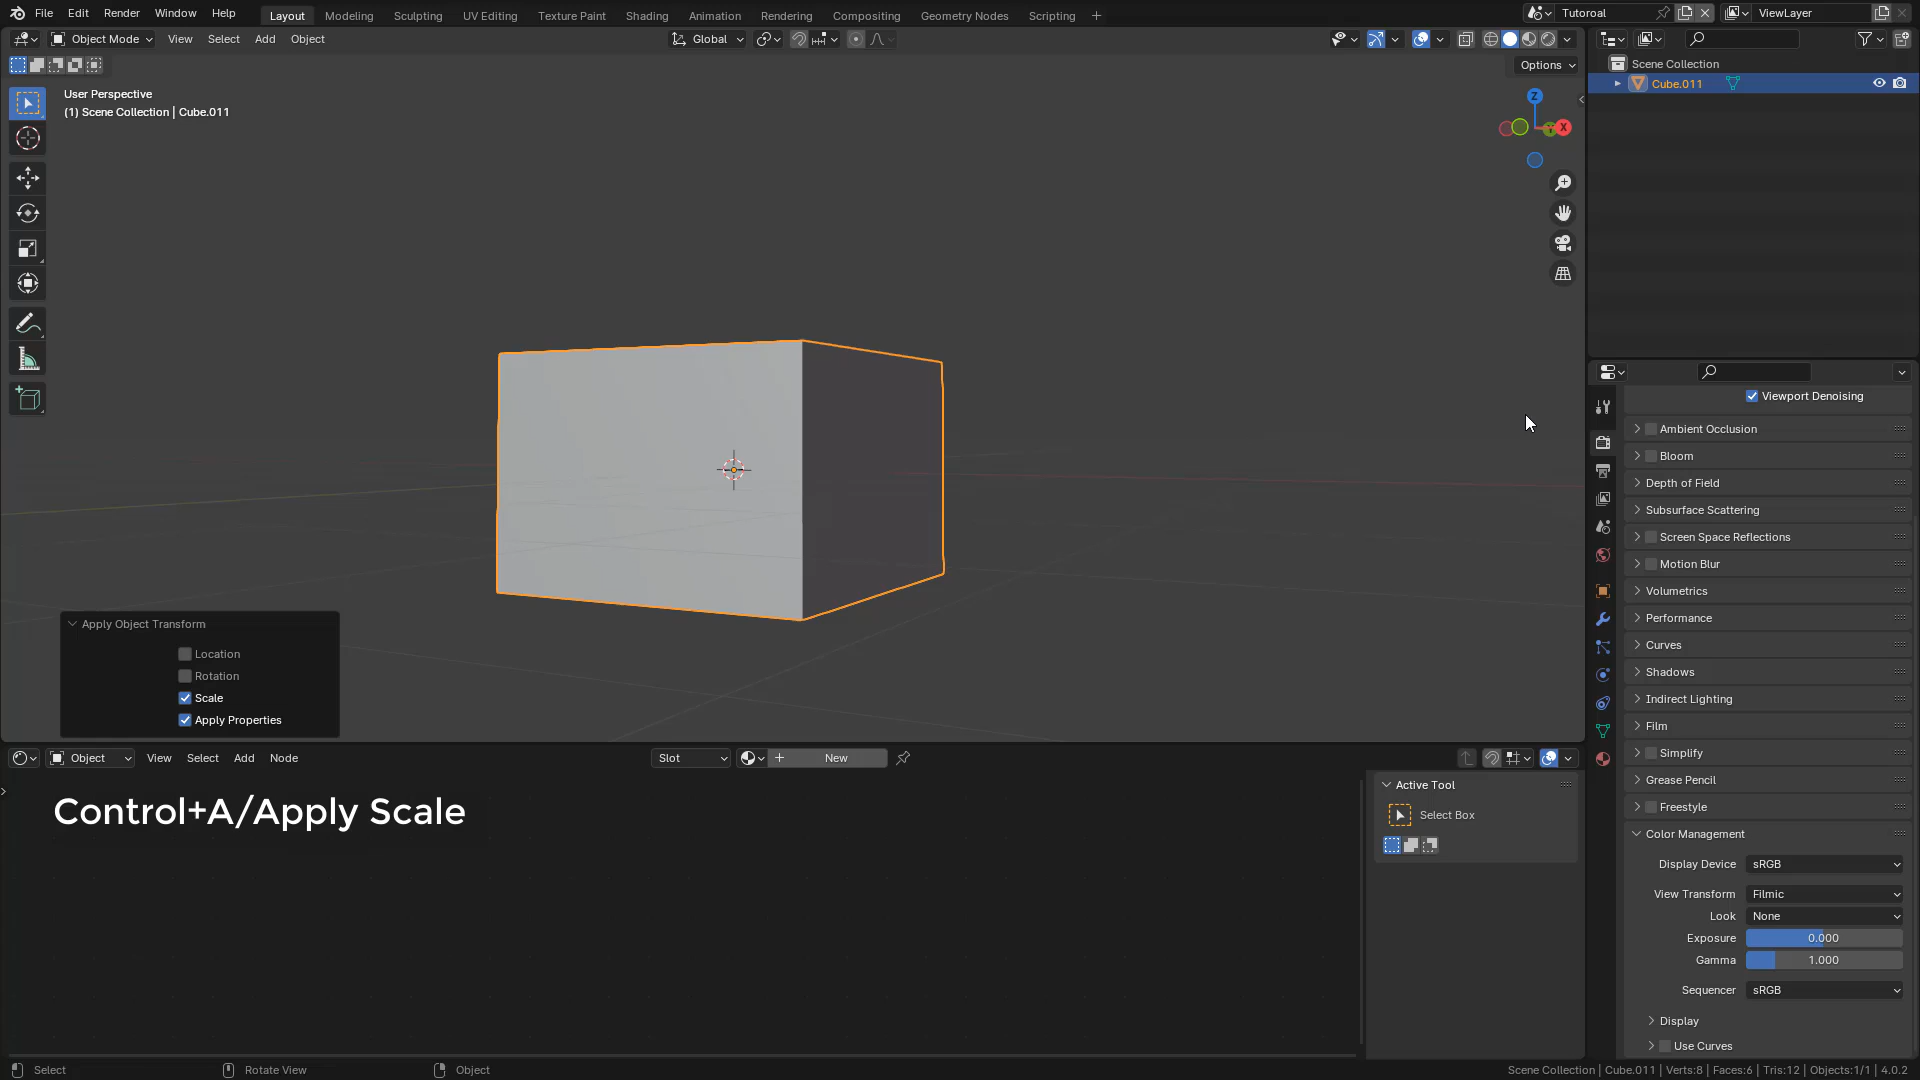 File Edit Render Window Help Layout Modeling Sculpting UV Editing Texture Paint Shading Animation Rendering Compositing Geometry Nodes Scripting + Tutoroal ViewLayer
Object Mode View Select Add Object Global
Options
User Perspective
(1) Scene Collection | Cube.011
Z
Y X
Scene Collection
Cube.011
Viewport Denoising
Ambient Occlusion
Bloom
Depth of Field
Subsurface Scattering
Screen Space Reflections
Motion Blur
Volumetrics
Performance
Curves
Shadows
Indirect Lighting
Film
Simplify
Grease Pencil
Freestyle
Color Management
Display Device sRGB
View Transform Filmic
Look None
Exposure 0.000
Gamma 1.000
Sequencer sRGB
Display
Use Curves
Apply Object Transform
Location
Rotation
Scale
Apply Properties
Object View Select Add Node Slot + New
Control+A/Apply Scale
Active Tool
Select Box
Select Rotate View Object Scene Collection | Cube.011 | Verts:8 | Faces:6 | Tris:12 | Objects:1/1 | 4.0.2